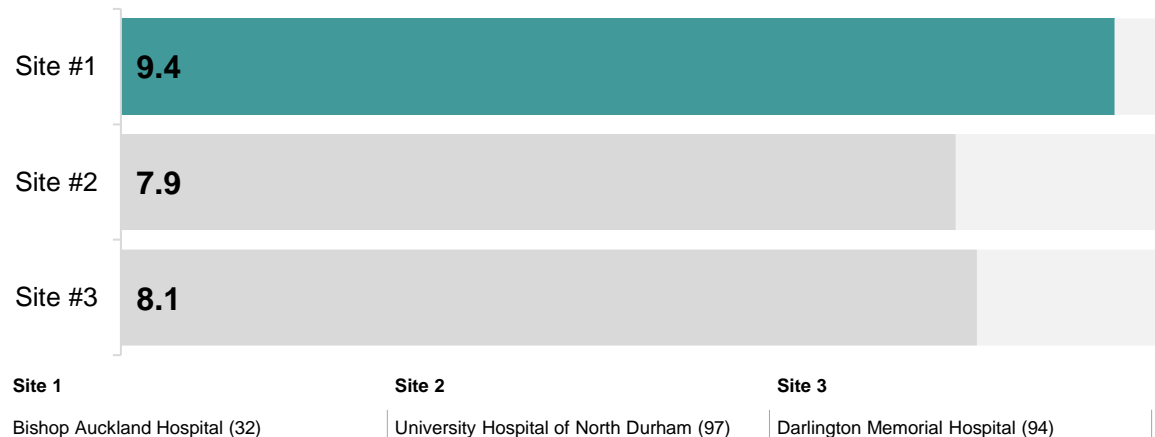 Site #1 9.4
Site #2 7.9
Site #3 8.1
Site 1 Site 2 Site 3
Bishop Auckland Hospital (32) University Hospital of North Durham (97) Darlington Memorial Hospital (94)